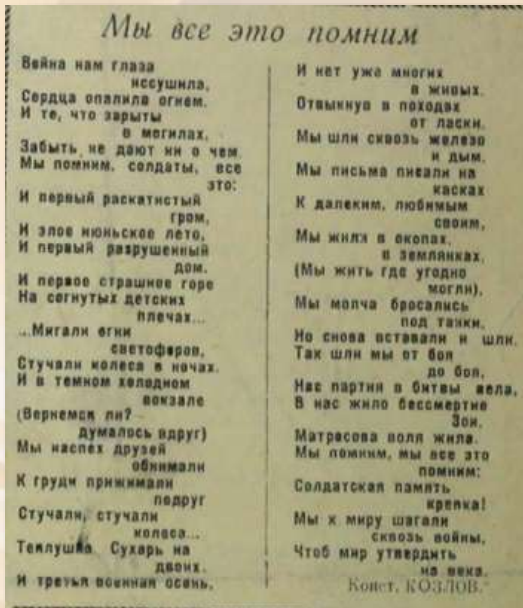 Мы все это помним
Война нам глаза
иссушила,
Сердца опалила огнем.
И те, что зарыты
в могилах,
Забыть не дают ни о чем.
Мы помним, солдаты, все
это:
И первый раскатистый
гром,
И злое июньское лето,
И первый разрушенный
дом.
И первое страшное горе
На согнутых детских
плечах...
...Мигали огни
светофоров,
Стучали колеса в ночах.
И в темном холодном
вокзале
(Вернемся ли? —
думалось вдруг)
Мы наспех друзей
обнимали
К груди прижимали
подруг
Стучали, стучали
колеса...
Теплушка. Сухарь на
двоих.
И третья военная осень,
И нет уже многих
в живых.
Отвыкнув в походах
от ласки,
Мы шли сквозь железо
и дым.
Мы письма писали на
касках
К далеким, любимым
своим,
Мы жили в окопах,
в землянках,
(Мы жить где угодно
могли),
Мы молча бросались
под танки,
Но снова вставали и шли.
Так шли мы от боя
до боя,
Нас партия в битвы вела,
В нас жило бессмертие
Зои,
Матросова воля жила.
Мы помним, мы все это
помним:
Солдатская память
крепка!
Мы к миру шагали
сквозь войны,
Чтоб мир утвердить
на века.
Конст. КОЗЛОВ.